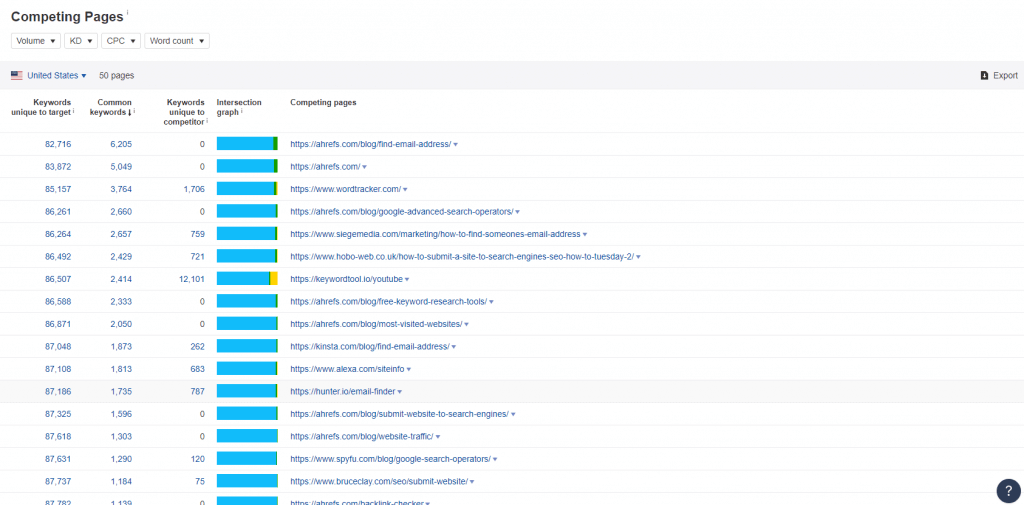 Competing Pages i
Volume KD CPC Word count
United States 50 pages Export
Keywords unique to target i Common keywords i Keywords unique to competitor i Intersection graph i Competing pages
82,716 6,205 0 https://ahrefs.com/blog/find-email-address/
83,872 5,049 0 https://ahrefs.com/
85,157 3,764 1,706 https://www.wordtracker.com/
86,261 2,660 0 https://ahrefs.com/blog/google-advanced-search-operators/
86,264 2,657 759 https://www.siegemedia.com/marketing/how-to-find-someones-email-address
86,492 2,429 721 https://www.hobo-web.co.uk/how-to-submit-a-site-to-search-engines-seo-how-to-tuesday-2/
86,507 2,414 12,101 https://keywordtool.io/youtube
86,588 2,333 0 https://ahrefs.com/blog/free-keyword-research-tools/
86,871 2,050 0 https://ahrefs.com/blog/most-visited-websites/
87,048 1,873 262 https://kinsta.com/blog/find-email-address/
87,108 1,813 683 https://www.alexa.com/siteinfo
87,186 1,735 787 https://hunter.io/email-finder
87,325 1,596 0 https://ahrefs.com/blog/submit-website-to-search-engines/
87,618 1,303 0 https://ahrefs.com/blog/website-traffic/
87,631 1,290 120 https://www.spyfu.com/blog/google-search-operators/
87,737 1,184 75 https://www.bruceclay.com/seo/submit-website/
87,782 1,139 0 https://ahrefs.com/backlink-checker
?